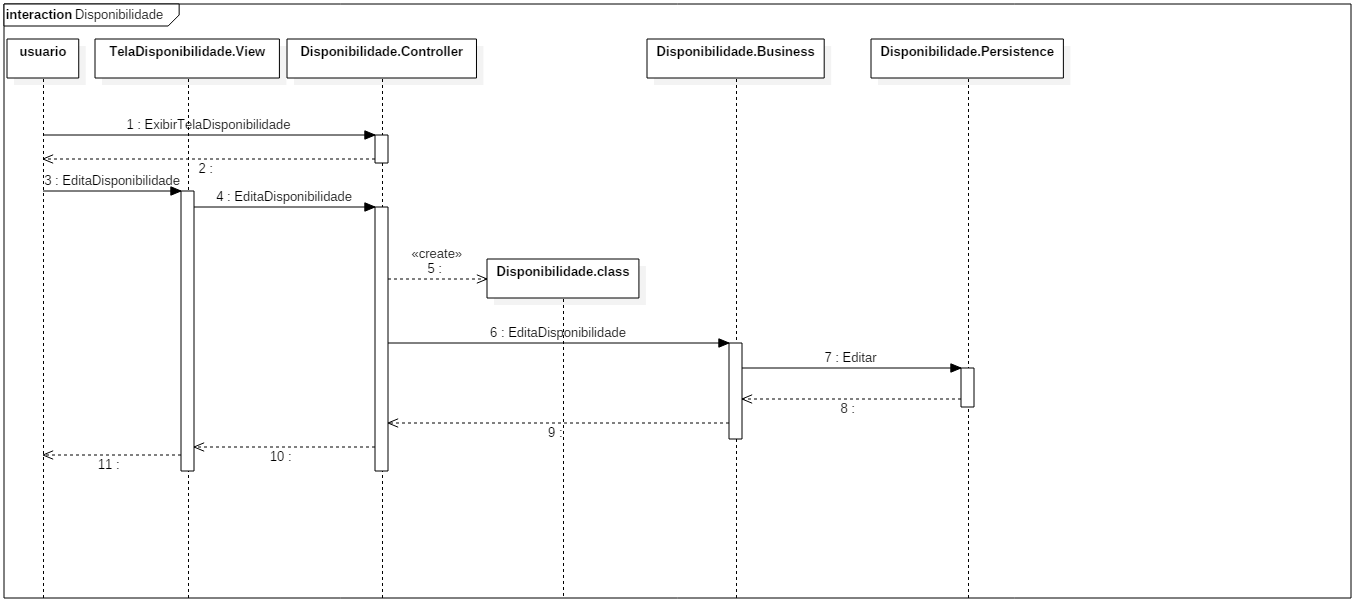 interaction Disponibilidade
usuario
TelaDisponibilidade.View
Disponibilidade.Controller
Disponibilidade.Business
Disponibilidade.Persistence
1 : ExibirTelaDisponibilidade
2 :
3 : EditaDisponibilidade
4 : EditaDisponibilidade
«create»
5 :
Disponibilidade.class
6 : EditaDisponibilidade
7 : Editar
8 :
9 :
10 :
11 :